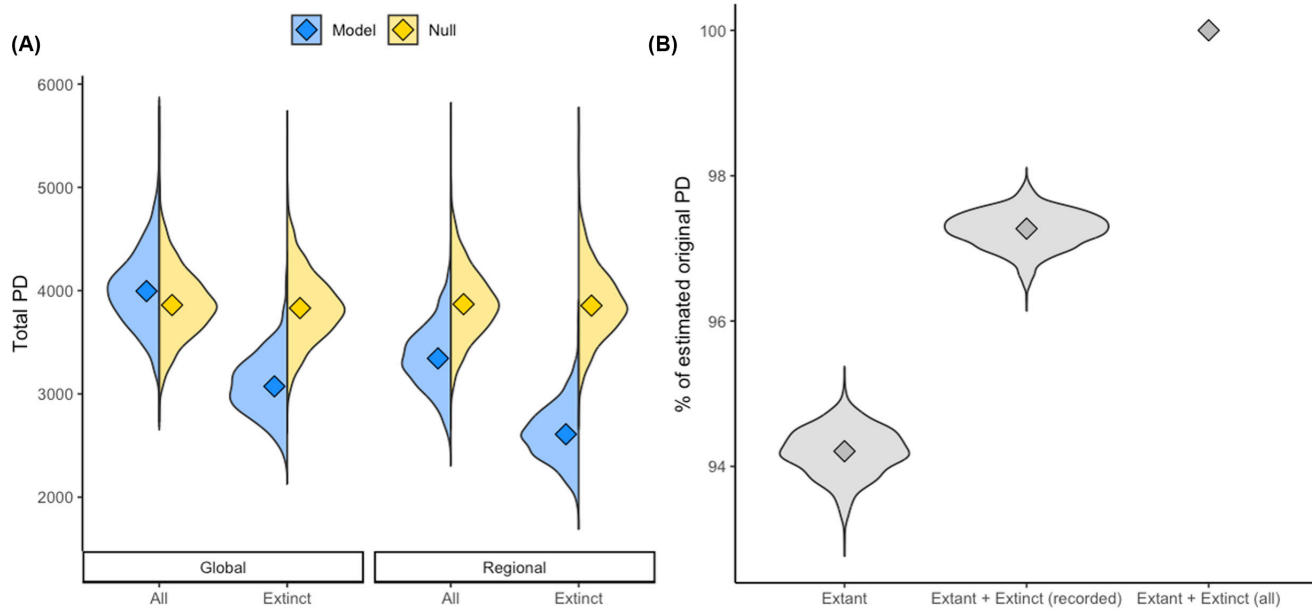 (A)
Model
Null
Total PD
6000
5000
4000
3000
2000
Global
Regional
All
Extinct
All
Extinct
(B)
% of estimated original PD
100
98
96
94
Extant
Extant + Extinct (recorded)
Extant + Extinct (all)